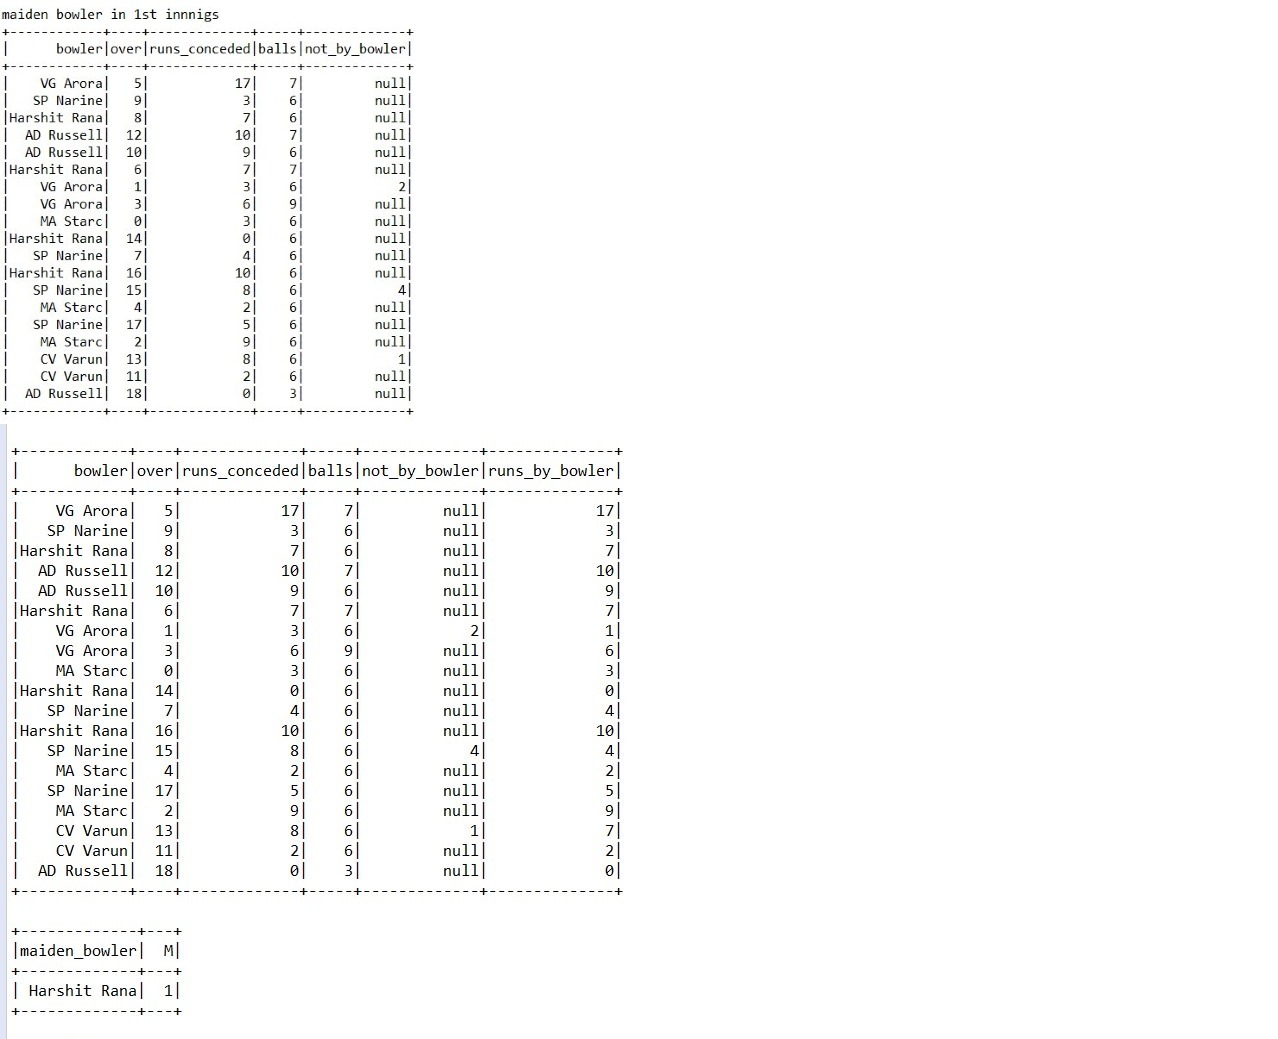 maiden bowler in 1st innnigs
+------------+----+-------------+-----+-------------+
|      bowler|over|runs_conceded|balls|not_by_bowler|
+------------+----+-------------+-----+-------------+
|    VG Arora|   5|           17|    7|         null|
|   SP Narine|   9|            3|    6|         null|
|Harshit Rana|   8|            7|    6|         null|
|  AD Russell|  12|           10|    7|         null|
|  AD Russell|  10|            9|    6|         null|
|Harshit Rana|   6|            7|    7|         null|
|    VG Arora|   1|            3|    6|            2|
|    VG Arora|   3|            6|    9|         null|
|    MA Starc|   0|            3|    6|         null|
|Harshit Rana|  14|            0|    6|         null|
|   SP Narine|   7|            4|    6|         null|
|Harshit Rana|  16|           10|    6|         null|
|   SP Narine|  15|            8|    6|            4|
|    MA Starc|   4|            2|    6|         null|
|   SP Narine|  17|            5|    6|         null|
|    MA Starc|   2|            9|    6|         null|
|    CV Varun|  13|            8|    6|            1|
|    CV Varun|  11|            2|    6|         null|
|  AD Russell|  18|            0|    3|         null|
+------------+----+-------------+-----+-------------+
+------------+----+-------------+-----+-------------+--------------+
|      bowler|over|runs_conceded|balls|not_by_bowler|runs_by_bowler|
+------------+----+-------------+-----+-------------+--------------+
|    VG Arora|   5|           17|    7|         null|            17|
|   SP Narine|   9|            3|    6|         null|             3|
|Harshit Rana|   8|            7|    6|         null|             7|
|  AD Russell|  12|           10|    7|         null|            10|
|  AD Russell|  10|            9|    6|         null|             9|
|Harshit Rana|   6|            7|    7|         null|             7|
|    VG Arora|   1|            3|    6|            2|             1|
|    VG Arora|   3|            6|    9|         null|             6|
|    MA Starc|   0|            3|    6|         null|             3|
|Harshit Rana|  14|            0|    6|         null|             0|
|   SP Narine|   7|            4|    6|         null|             4|
|Harshit Rana|  16|           10|    6|         null|            10|
|   SP Narine|  15|            8|    6|            4|             4|
|    MA Starc|   4|            2|    6|         null|             2|
|   SP Narine|  17|            5|    6|         null|             5|
|    MA Starc|   2|            9|    6|         null|             9|
|    CV Varun|  13|            8|    6|            1|             7|
|    CV Varun|  11|            2|    6|         null|             2|
|  AD Russell|  18|            0|    3|         null|             0|
+------------+----+-------------+-----+-------------+--------------+
+-------------+---+
|maiden_bowler|  M|
+-------------+---+
| Harshit Rana|  1|
+-------------+---+